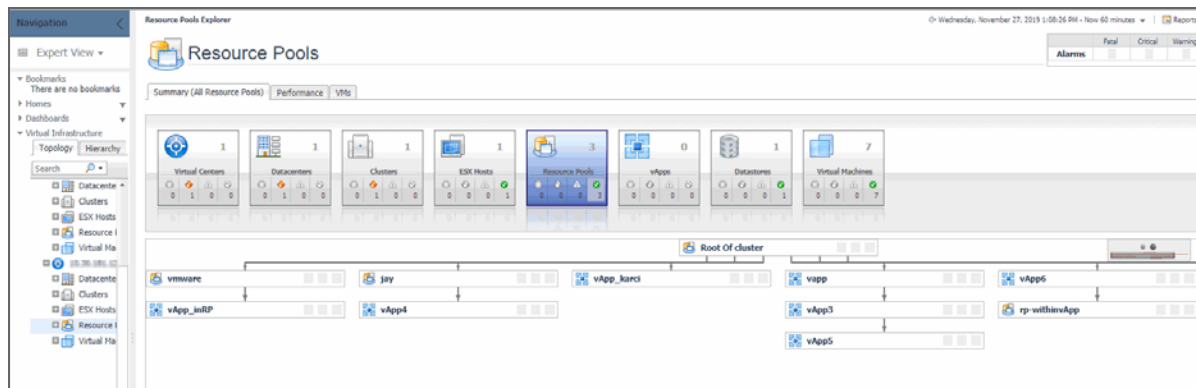 Navigation
Expert View
Bookmarks
There are no bookmarks
Homes
Dashboards
Virtual Infrastructure
Topology Hierarchy
Search
Datacente
Clusters
ESX Hosts
Resource I
Virtual Ma
Datacente
Clusters
ESX Hosts
Resource I
Virtual Ma
Resource Pools Explorer
Wednesday, November 27, 2019 1:08:26 PM - Now 60 minutes Reports
Resource Pools
Fatal Critical Warning
Alarms
Summary (All Resource Pools) Performance VMs
1 1 1 1 3 0 1 7
Virtual Centers Datacenters Clusters ESX Hosts Resource Pools vApps Datastores Virtual Machines
0 1 0 0 0 1 0 0 0 1 0 0 0 0 0 1 0 0 0 3 0 0 0 0 0 0 0 1 0 0 0 7
Root Of cluster
vmware jay vApp_karci vapp vApp6
vApp_inRP vApp4 vApp3 rp-withinvApp
vApp5